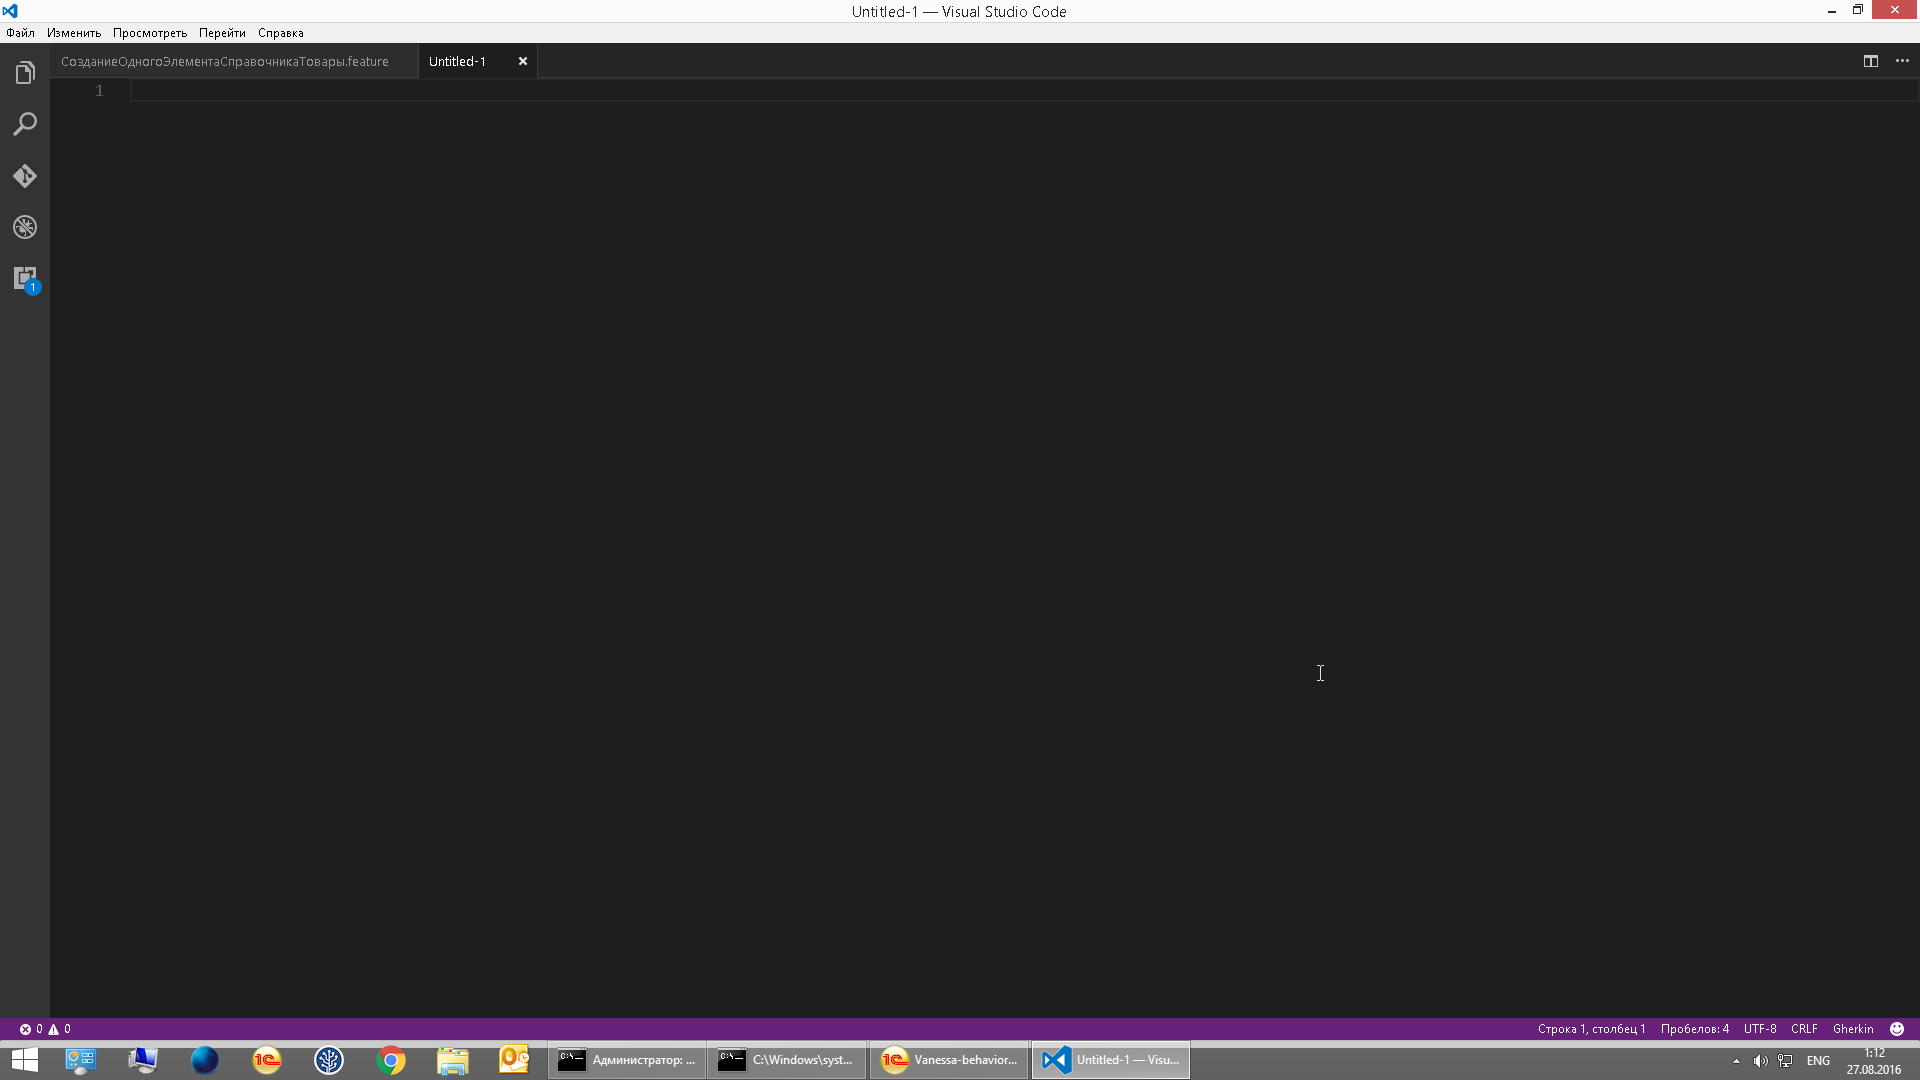 Untitled-1 — Visual Studio Code
Файл Изменить Просмотреть Перейти Справка
СозданиеОдногоЭлементаСправочникаТовары.feature Untitled-1
1
1
0 0 Строка 1, столбец 1 Пробелов: 4 UTF-8 CRLF Gherkin
Администратор: ... C:\Windows\syst... Vanessa-behavior... Untitled-1 — Visu... ENG 1:12
27.08.2016